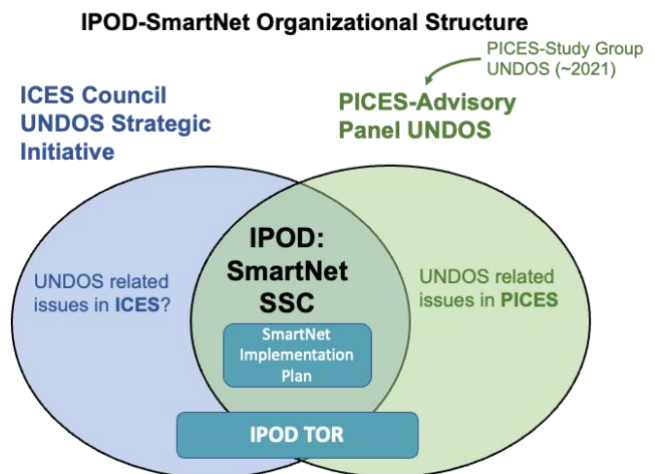 IPOD-SmartNet Organizational Structure
PICES-Study Group
UNDOS (~2021)
ICES Council
UNDOS Strategic
Initiative
PICES-Advisory
Panel UNDOS
IPOD:
SmartNet
SSC
UNDOS related
issues in ICES?
UNDOS related
issues in PICES
SmartNet
Implementation
Plan
IPOD TOR